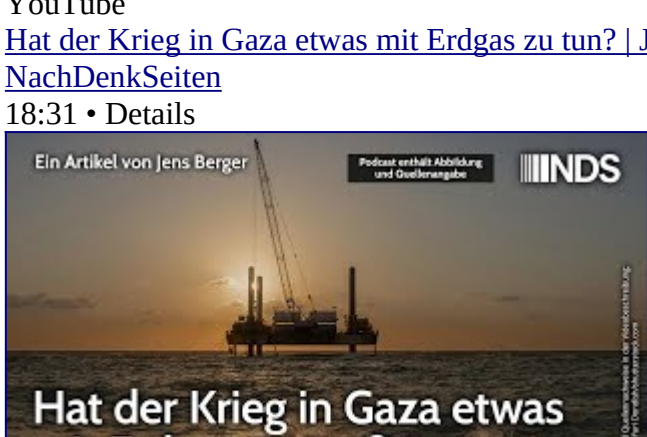 YouTube
Hat der Krieg in Gaza etwas mit Erdgas zu tun? | J
NachDenkSeiten
18:31 • Details
Ein Artikel von Jens Berger
Podcast enthält Abbildung
und Quellenangabe
NDS
Hat der Krieg in Gaza etwas